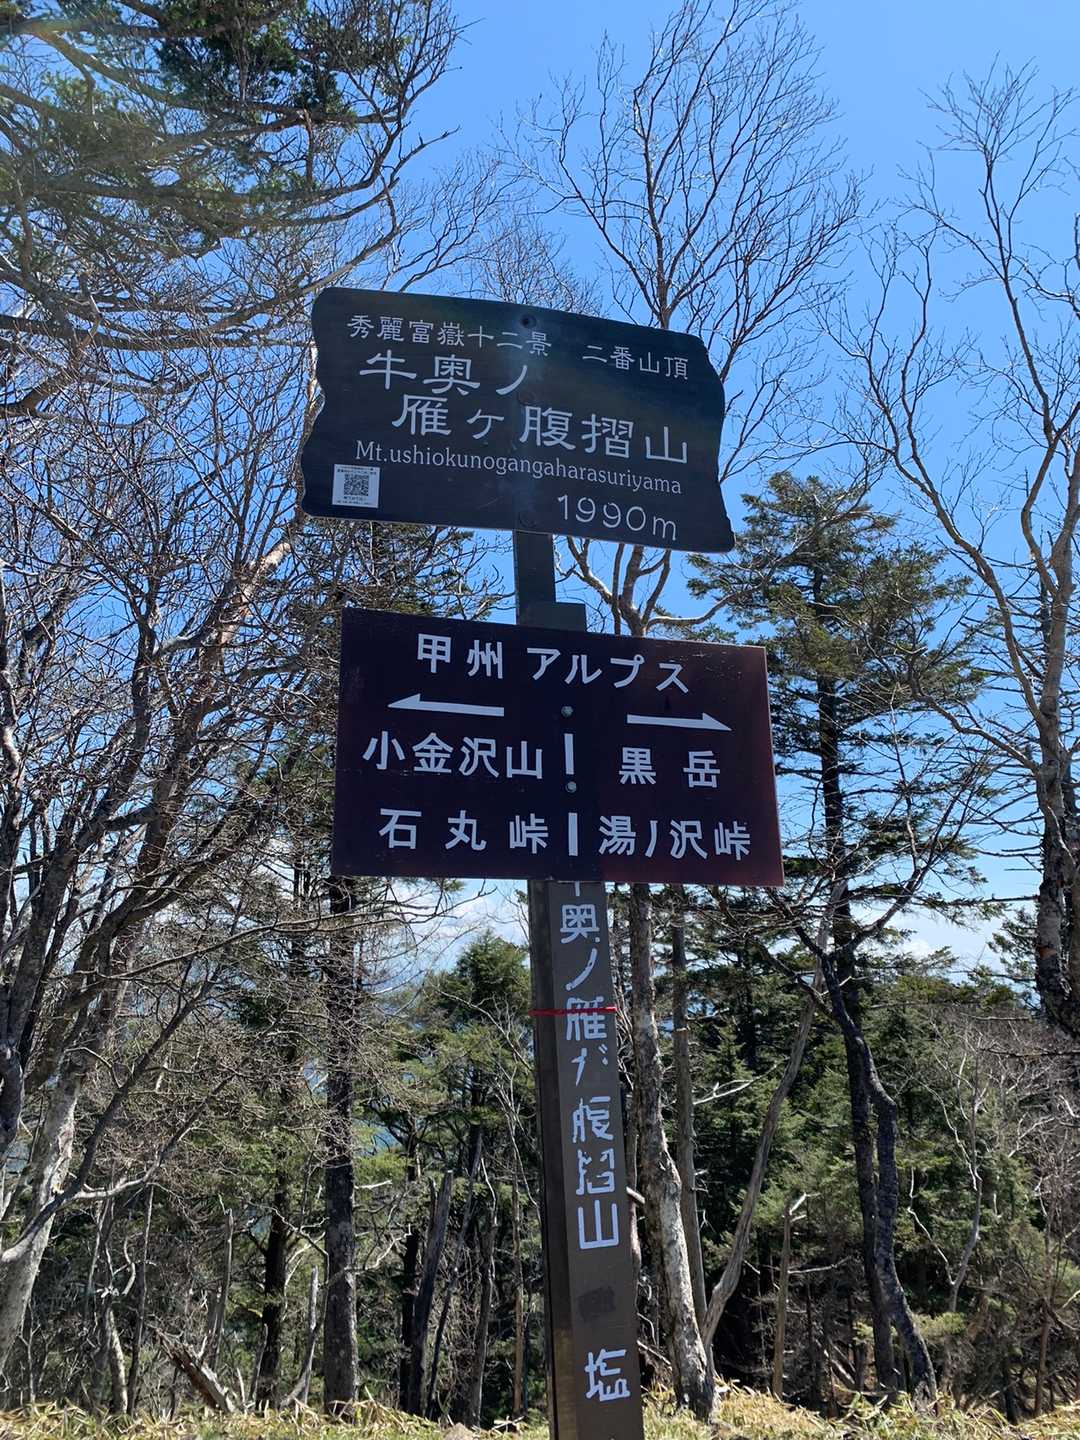 秀麗富嶽十二景 二番山頂
牛奥ノ
雁ヶ腹摺山
Mt.ushiokunogangaharasuriyama
1990m
甲州アルプス
小金沢山 黒岳
石丸峠 湯ノ沢峠
奥ノ雁ガ腹摺山 塩